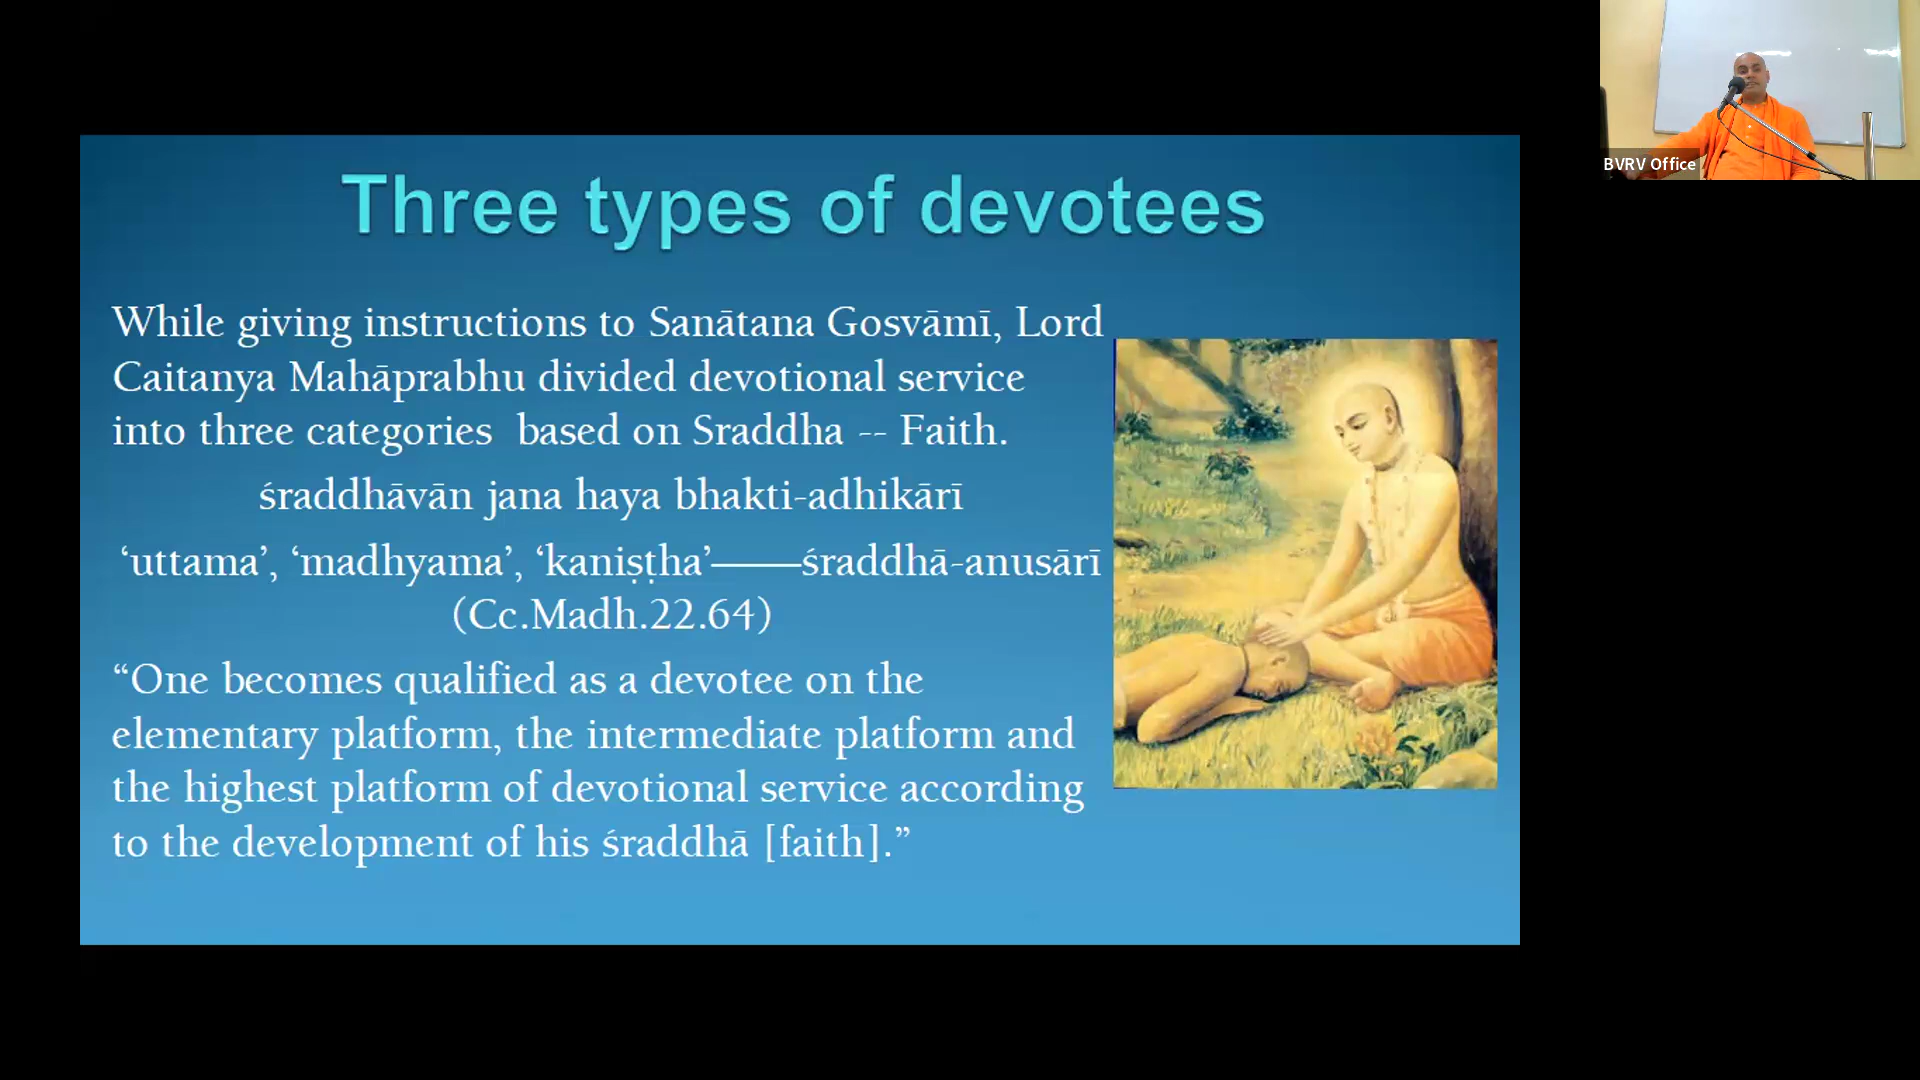 Three types of devotees
While giving instructions to Sanātana Gosvāmī, Lord
Caitanya Mahāprabhu divided devotional service
into three categories  based on Sraddha -- Faith.
śraddhāvān jana haya bhakti-adhikārī
‘uttama’, ‘madhyama’, ‘kaniṣṭha’——śraddhā-anusārī
(Cc.Madh.22.64)
“One becomes qualified as a devotee on the
elementary platform, the intermediate platform and
the highest platform of devotional service according
to the development of his śraddhā [faith].”
BVRV Office